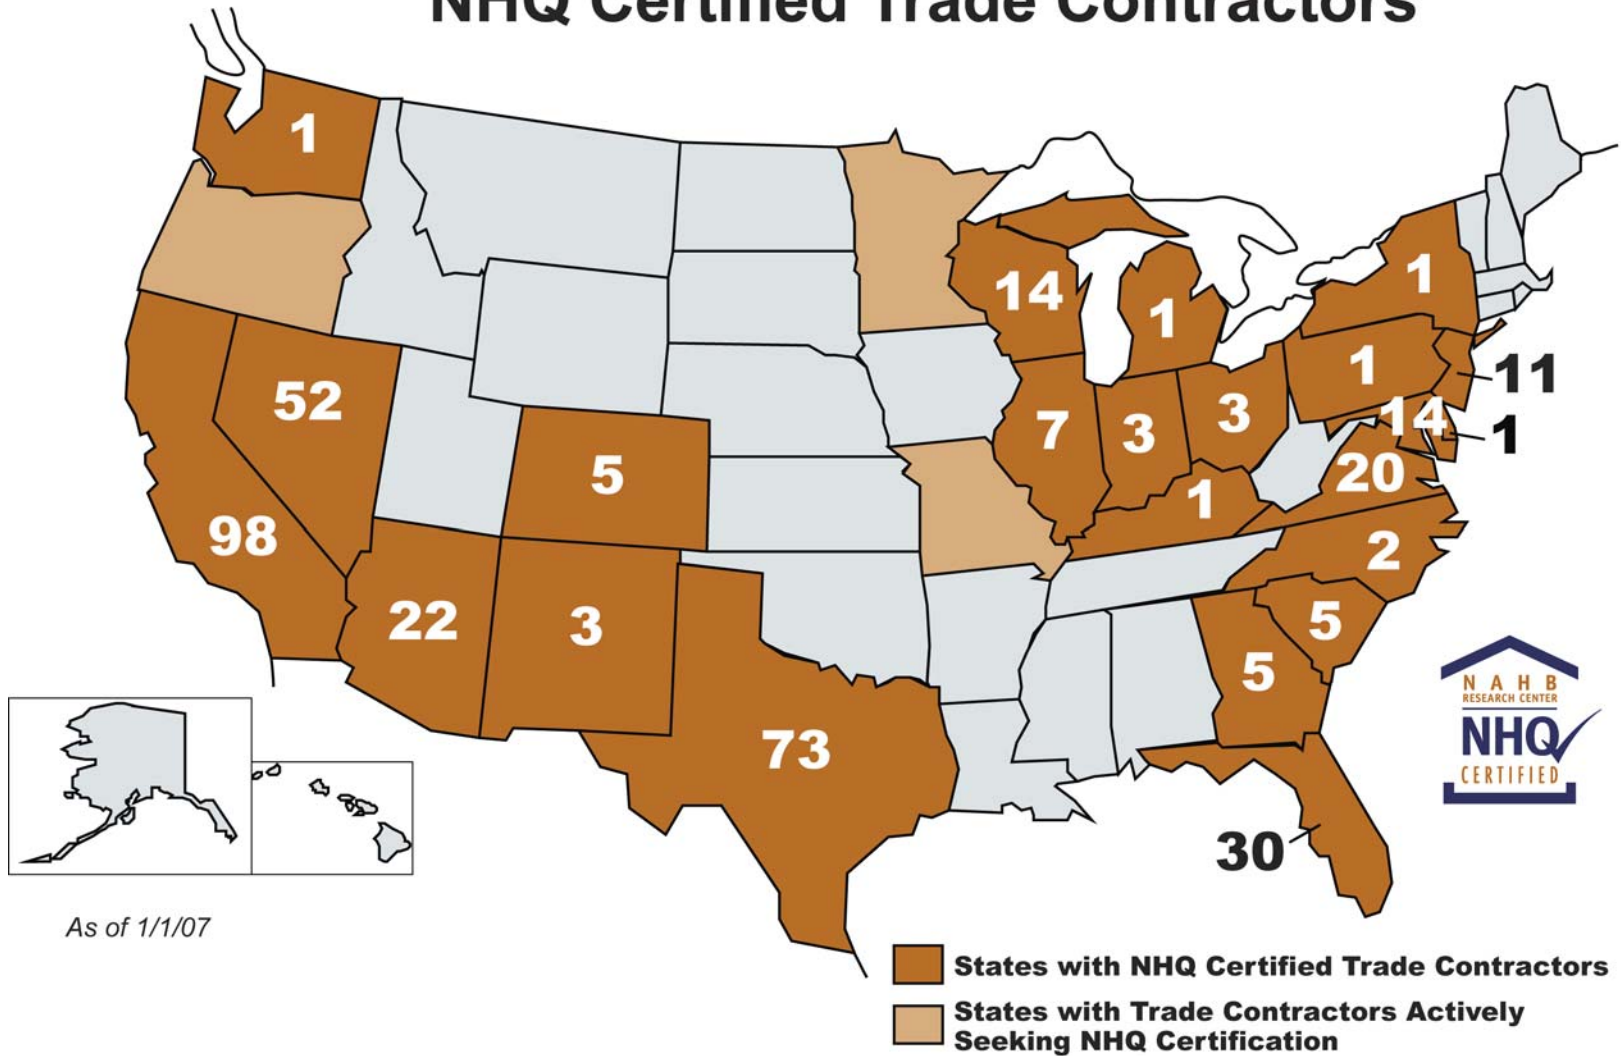 NHQ Certified Trade Contractors
1
14
1
1
52
1
11
7
3
3
14
1
5
20
98
1
2
22
3
5
5
NAHB
RESEARCH CENTER
NHQ
CERTIFIED
73
30
As of 1/1/07
States with NHQ Certified Trade Contractors
States with Trade Contractors Actively
Seeking NHQ Certification